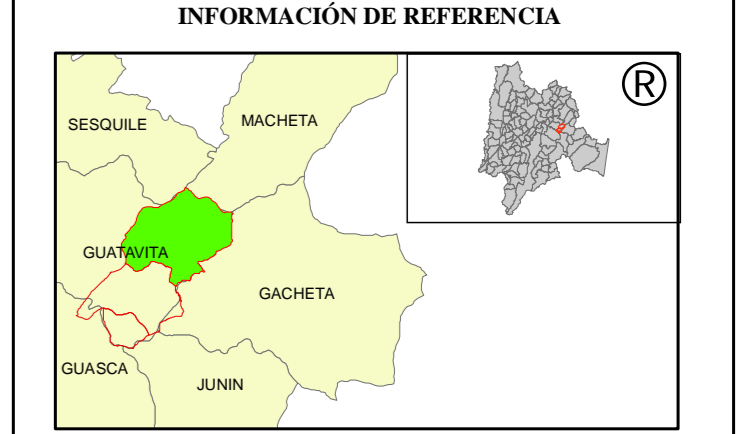 INFORMACIÓN DE REFERENCIA
®
SESQUILE
MACHETA
GUATAVITA
GACHETA
GUASCA
JUNIN